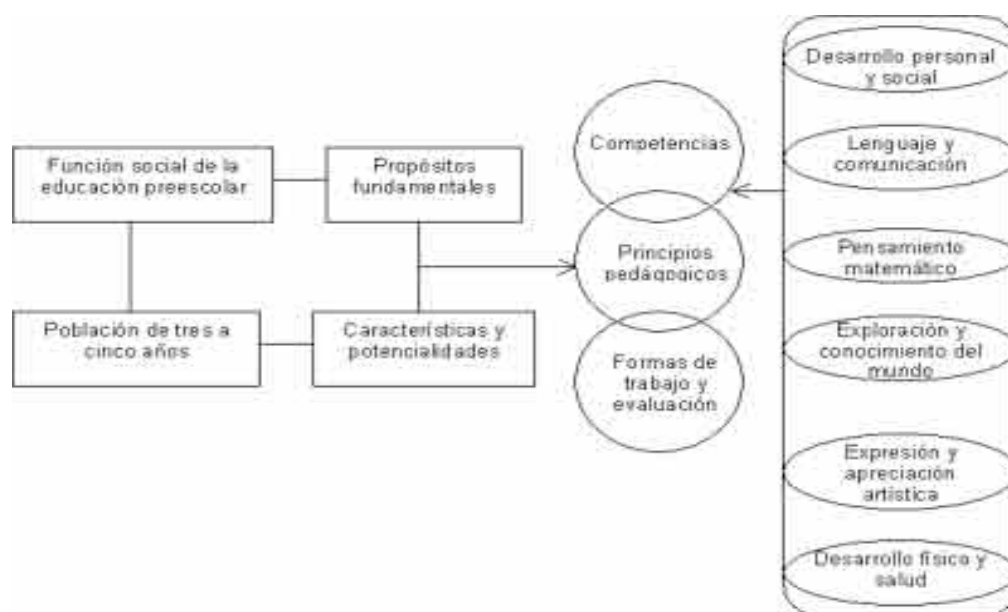 Función social de la
educación preescolar
Propósitos
fundamentales
Población de tres a
cinco años
Características y
potencialidades
Competencias
Principios
pedágogicos
Formas de
trabajo y
evaluación
Desarrollo personal
y social
Lenguaje y
comunicación
Pensamiento
matemático
Exploración y
conocimiento del
mundo
Expresión y
apreciación
artística
Desarrollo físico y
salud